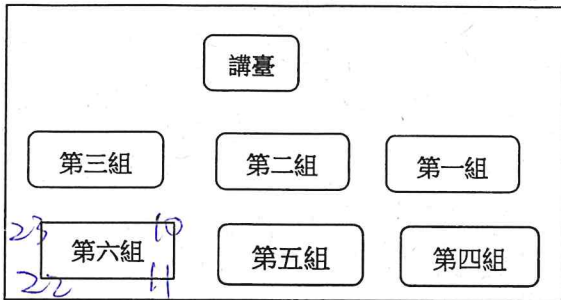 講臺
第三組 第二組 第一組
23 10
第六組 第五組 第四組
22 11